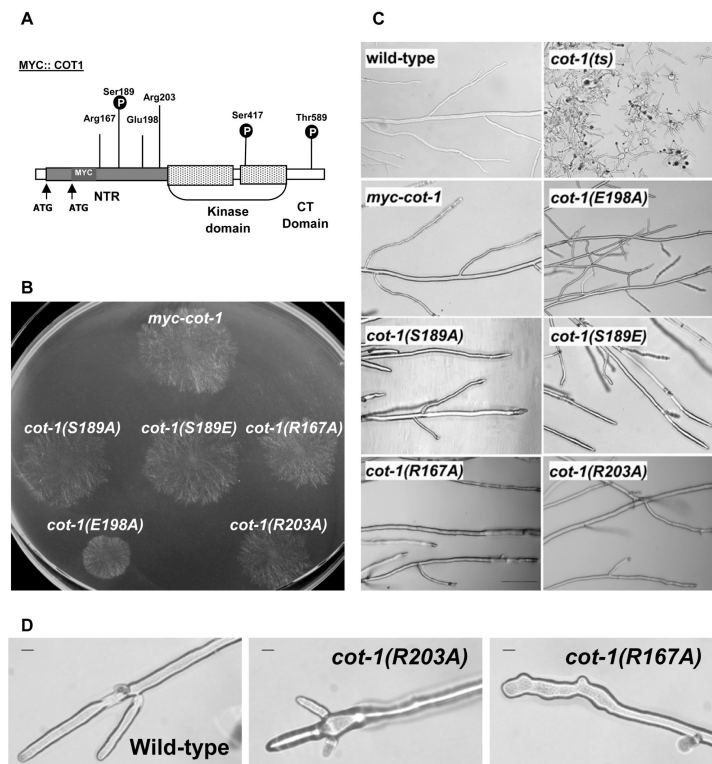 A
MYC:: COT1
Ser189
Arg203
Arg167
P
Glu198
Ser417
P
Thr589
P
MYC
ATG
ATG
NTR
Kinase
domain
CT
Domain
B
myc-cot-1
cot-1(S189A)
cot-1(S189E)
cot-1(R167A)
cot-1(E198A)
cot-1(R203A)
C
wild-type
cot-1(ts)
myc-cot-1
cot-1(E198A)
cot-1(S189A)
cot-1(S189E)
cot-1(R167A)
cot-1(R203A)
D
Wild-type
cot-1(R203A)
cot-1(R167A)